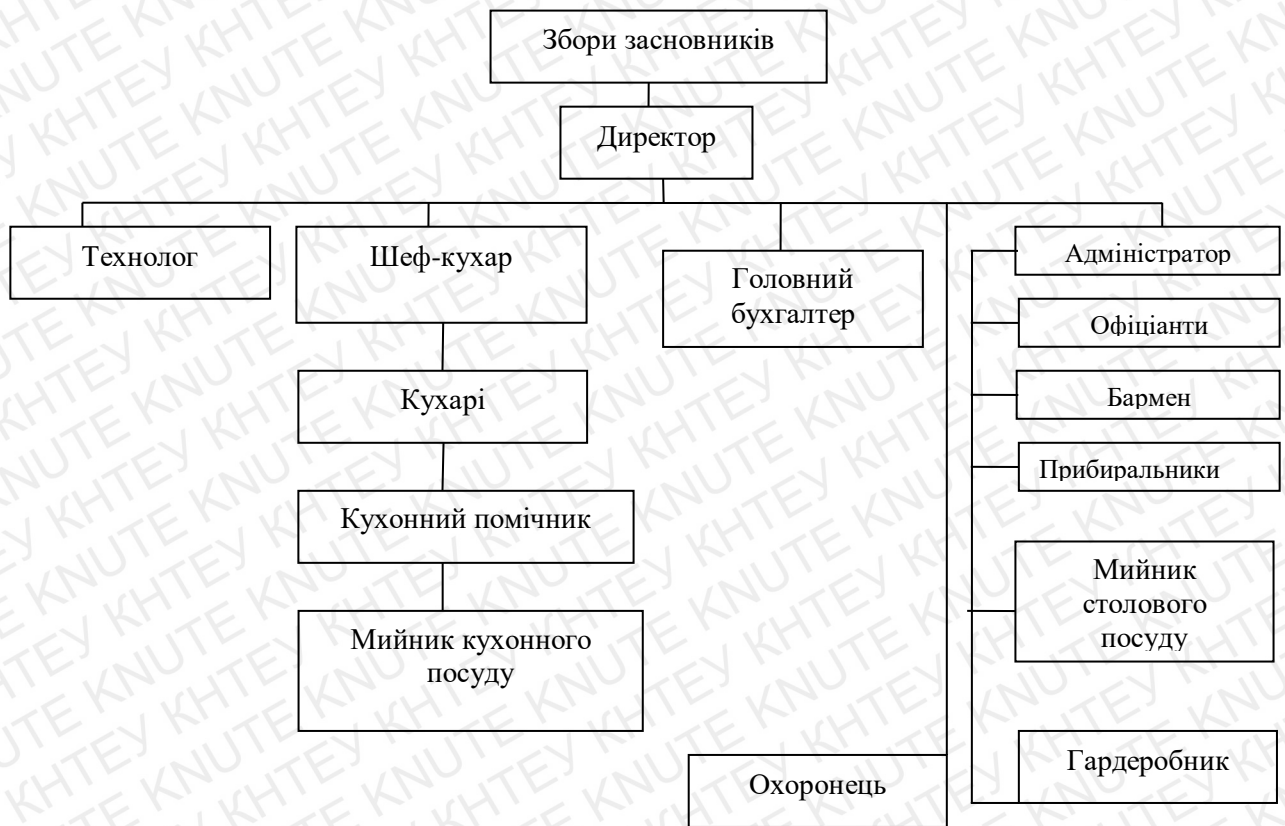 Збори засновників
Директор
Технолог
Шеф-кухар
Головний
бухгалтер
Адміністратор
Офіціанти
Бармен
Прибиральники
Кухарі
Кухонний помічник
Мийник кухонного
посуду
Мийник
столового
посуду
Охоронець
Гардеробник